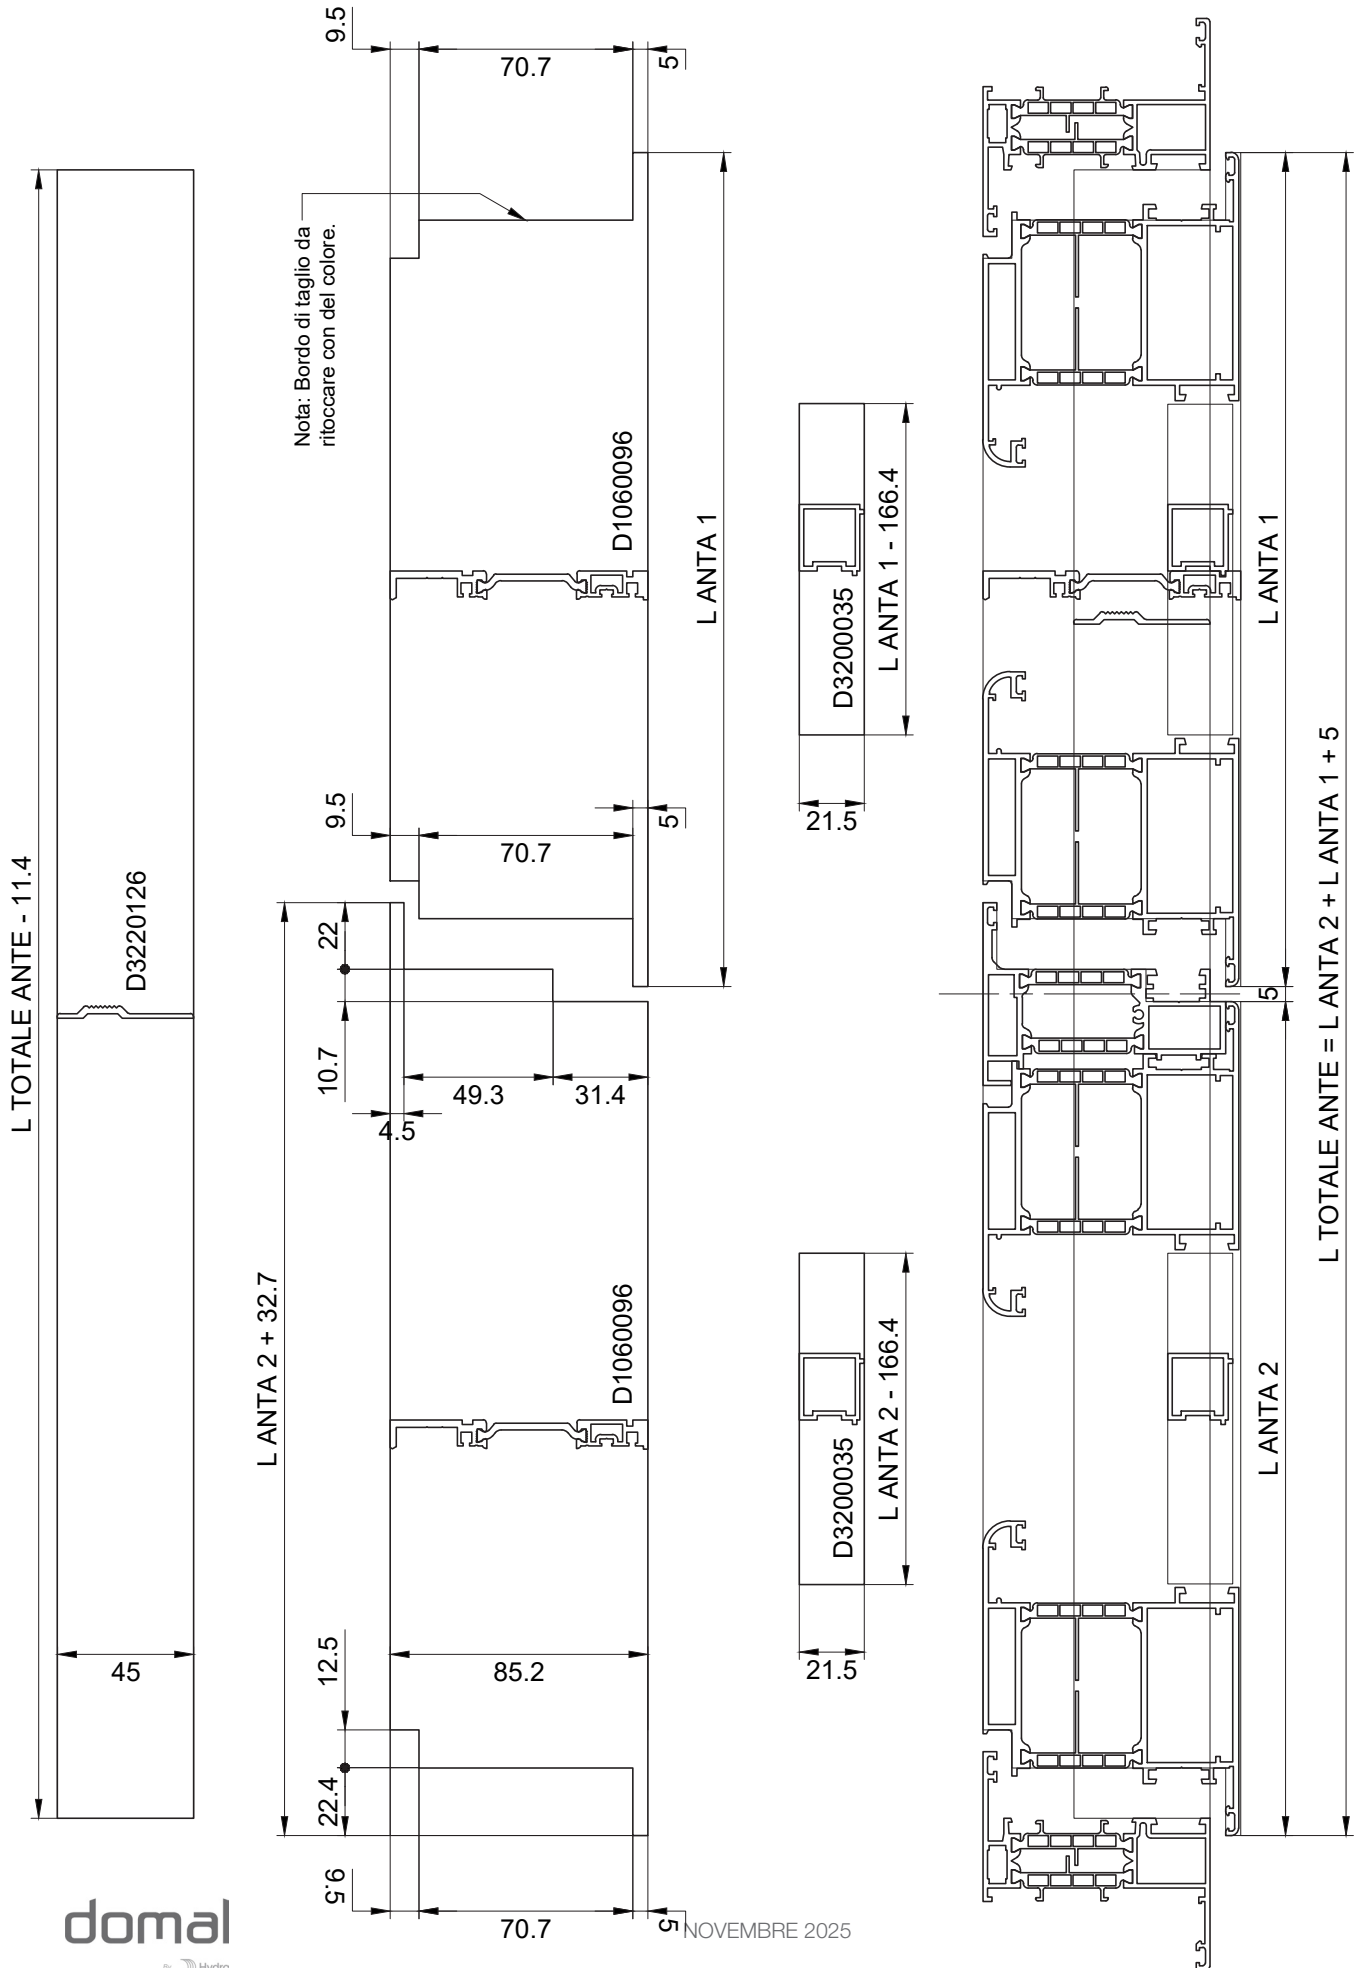 L TOTALE ANTE - 11.4
D3220126
45
9.5
70.7
5
Nota: Bordo di taglio da
ritoccare con del colore.
D1060096
L ANTA 1
9.5
70.7
5
22
10.7
49.3
31.4
4.5
L ANTA 2 + 32.7
D1060096
12.5
85.2
22.4
9.5
70.7
5
D3200035
L ANTA 1 - 166.4
21.5
D3200035
L ANTA 2 - 166.4
21.5
L ANTA 1
5
L ANTA 2
L TOTALE ANTE = L ANTA 2 + L ANTA 1 + 5
domal
By Hydro
NOVEMBRE 2025